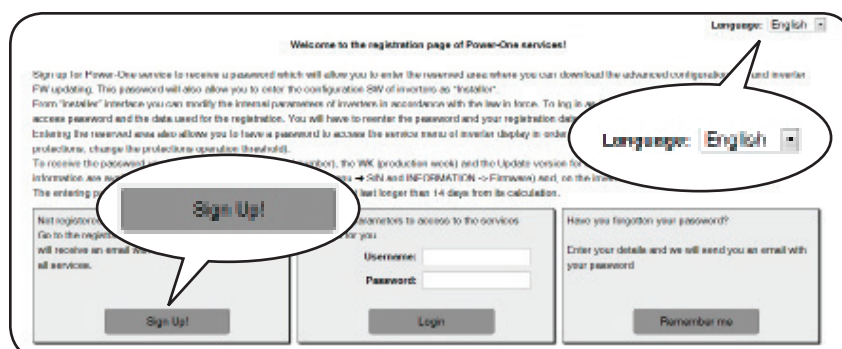 Language: English
Welcome to the registration page of Power-One services!
Sign up for Power-One service to receive a password which will allow you to enter the reserved area where you can download the advanced configuration and inverter
FW updating. This password will also allow you to enter the configuration SW of inverters as "Installer".
From "Installer" interface you can modify the internal parameters of inverters in accordance with the law in force. To log in as
access password and the data used for the registration. You will have to reenter the password and your registration
Entering the reserved area also allows you to have a password to access the service menu of inverter display in order
protections, change the protections operation threshold).
Language: English
To receive the password the WK (production week) and the Update version for
information are SIN and INFORMATION -> Firmware) and, on the
The entering last longer than 14 days from its calculation.
Sign Up!
Not registered
Go to the
will receive an email
all services.
Sign Up!
parameters to access to the services
for you
Username:
Password:
Login
Have you forgotten your password?
Enter your details and we will send you an email with
your password
Remember me